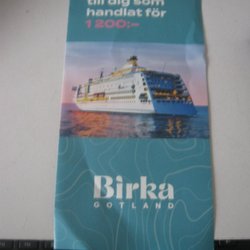 till dig som
handlat för
1 200:-
Birka
GOTLAND